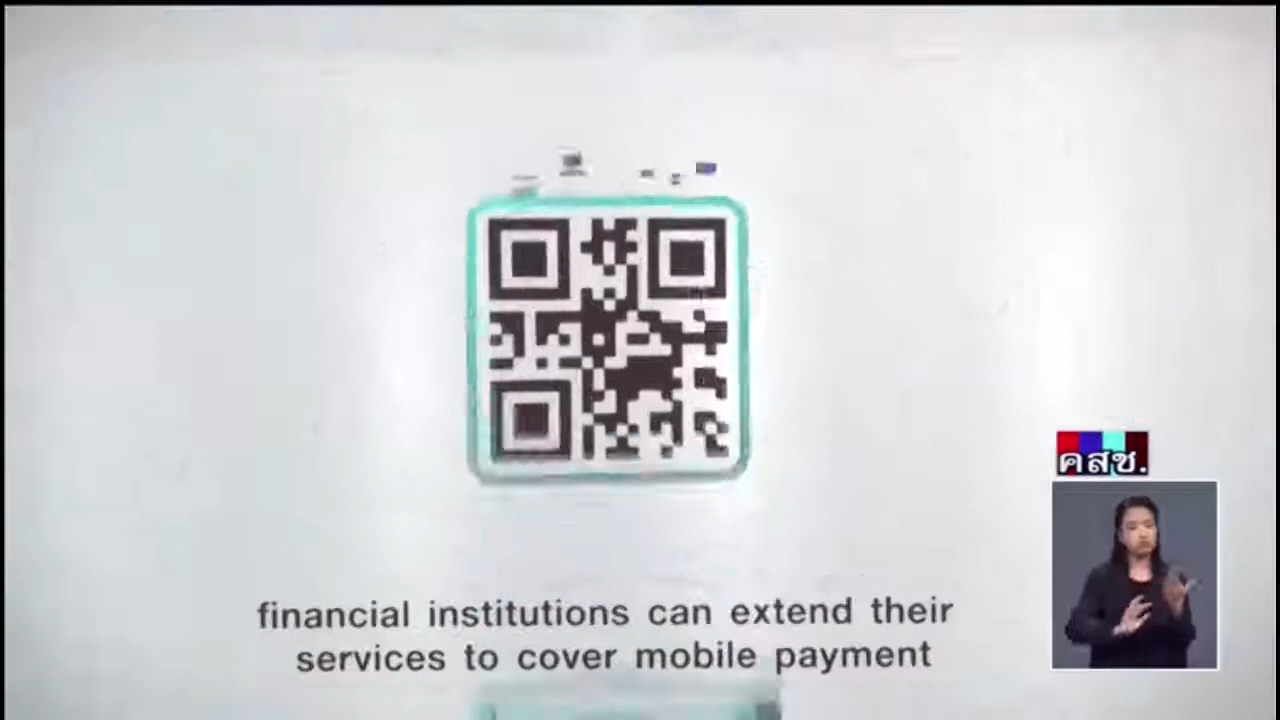 คสช.
financial institutions can extend their
services to cover mobile payment